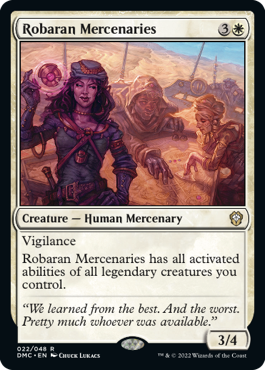 Robaran Mercenaries 3
Creature — Human Mercenary
Vigilance
Robaran Mercenaries has all activated
abilities of all legendary creatures you
control.
“We learned from the best. And the worst.
Pretty much whoever was available.”
3/4
022/048 R
DMC • EN CHUCK LUKACS
™ & © 2022 Wizards of the Coast